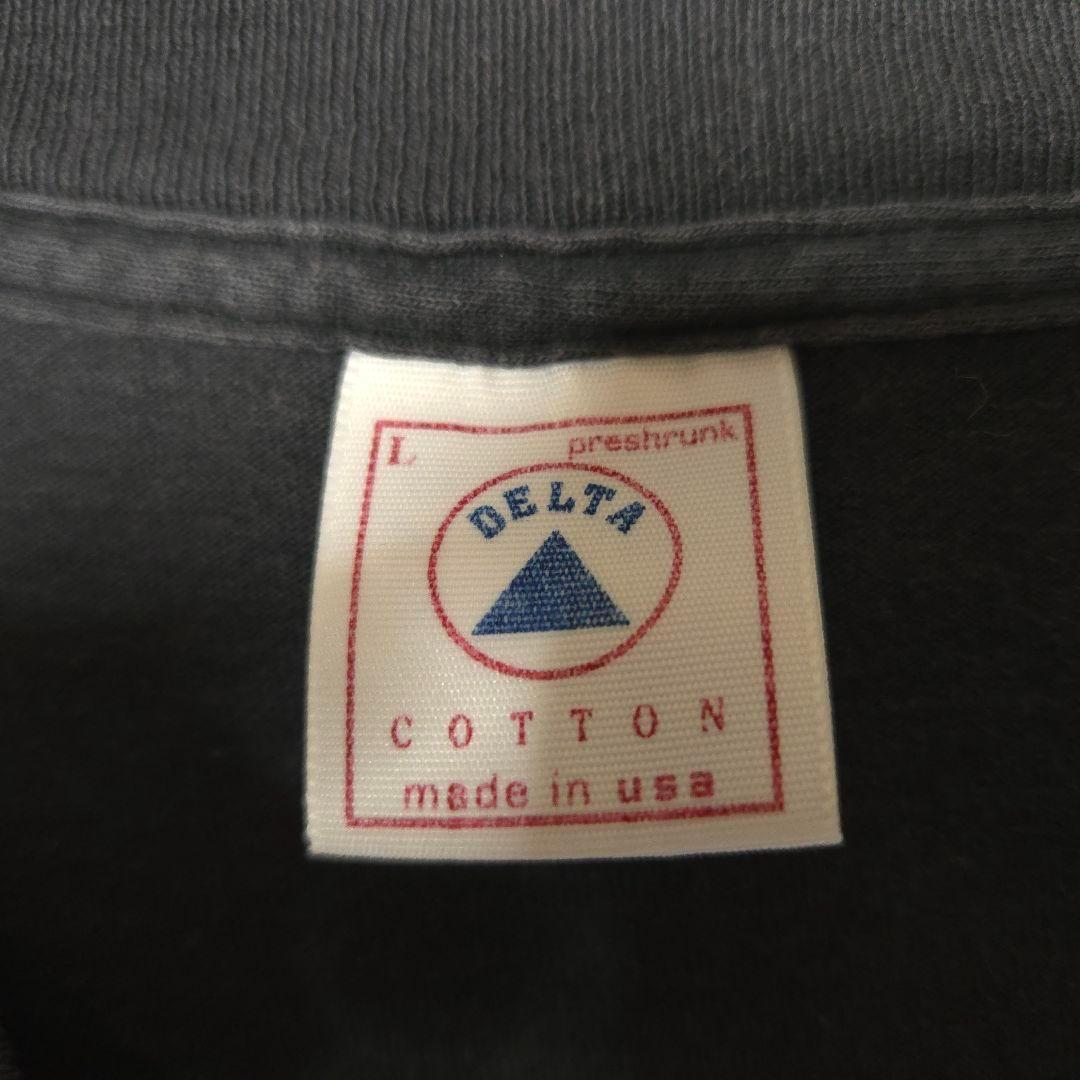 L preshrunk
DELTA
COTTON
made in usa